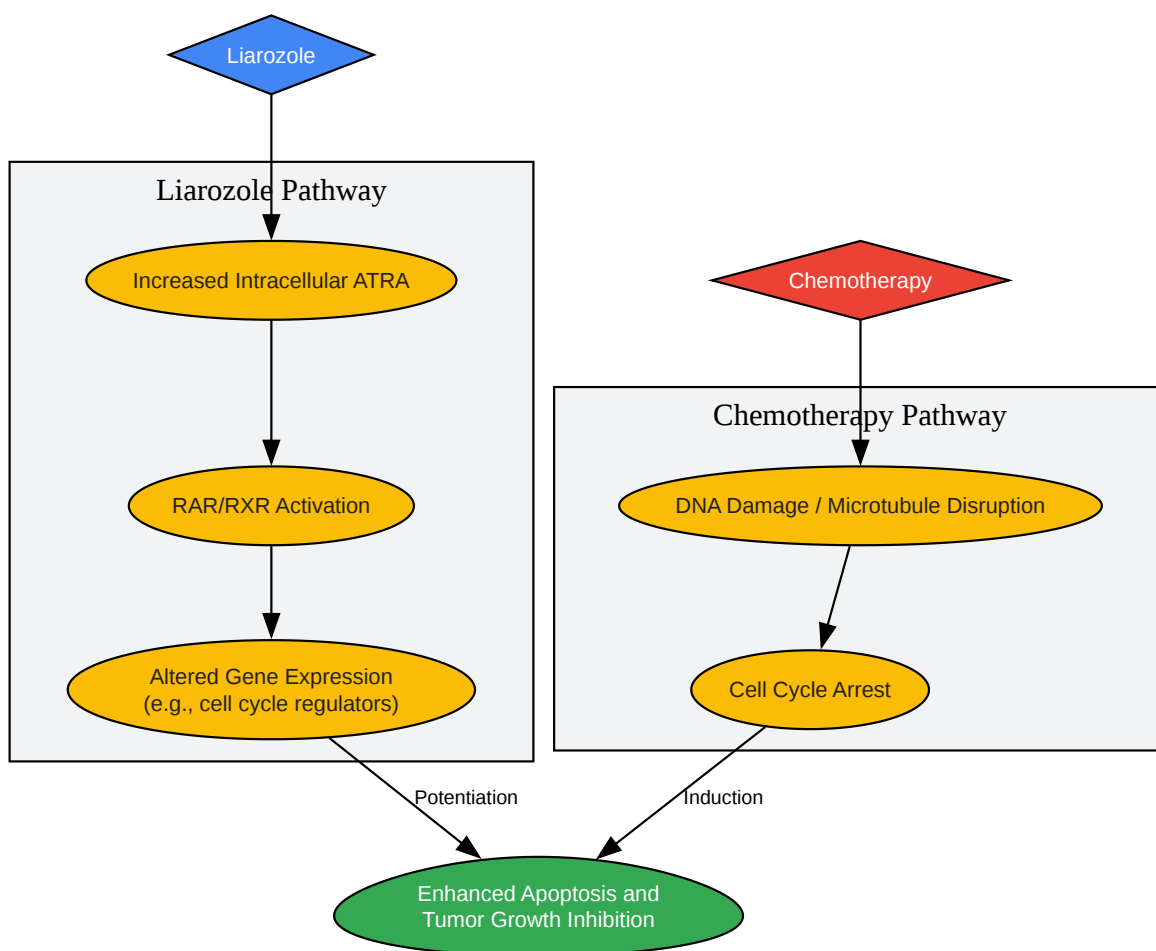 Liarozole
Liarozole Pathway
Increased Intracellular ATRA
RAR/RXR Activation
Altered Gene Expression
(e.g., cell cycle regulators)
Chemotherapy
Chemotherapy Pathway
DNA Damage / Microtubule Disruption
Cell Cycle Arrest
Potentiation
Induction
Enhanced Apoptosis and
Tumor Growth Inhibition